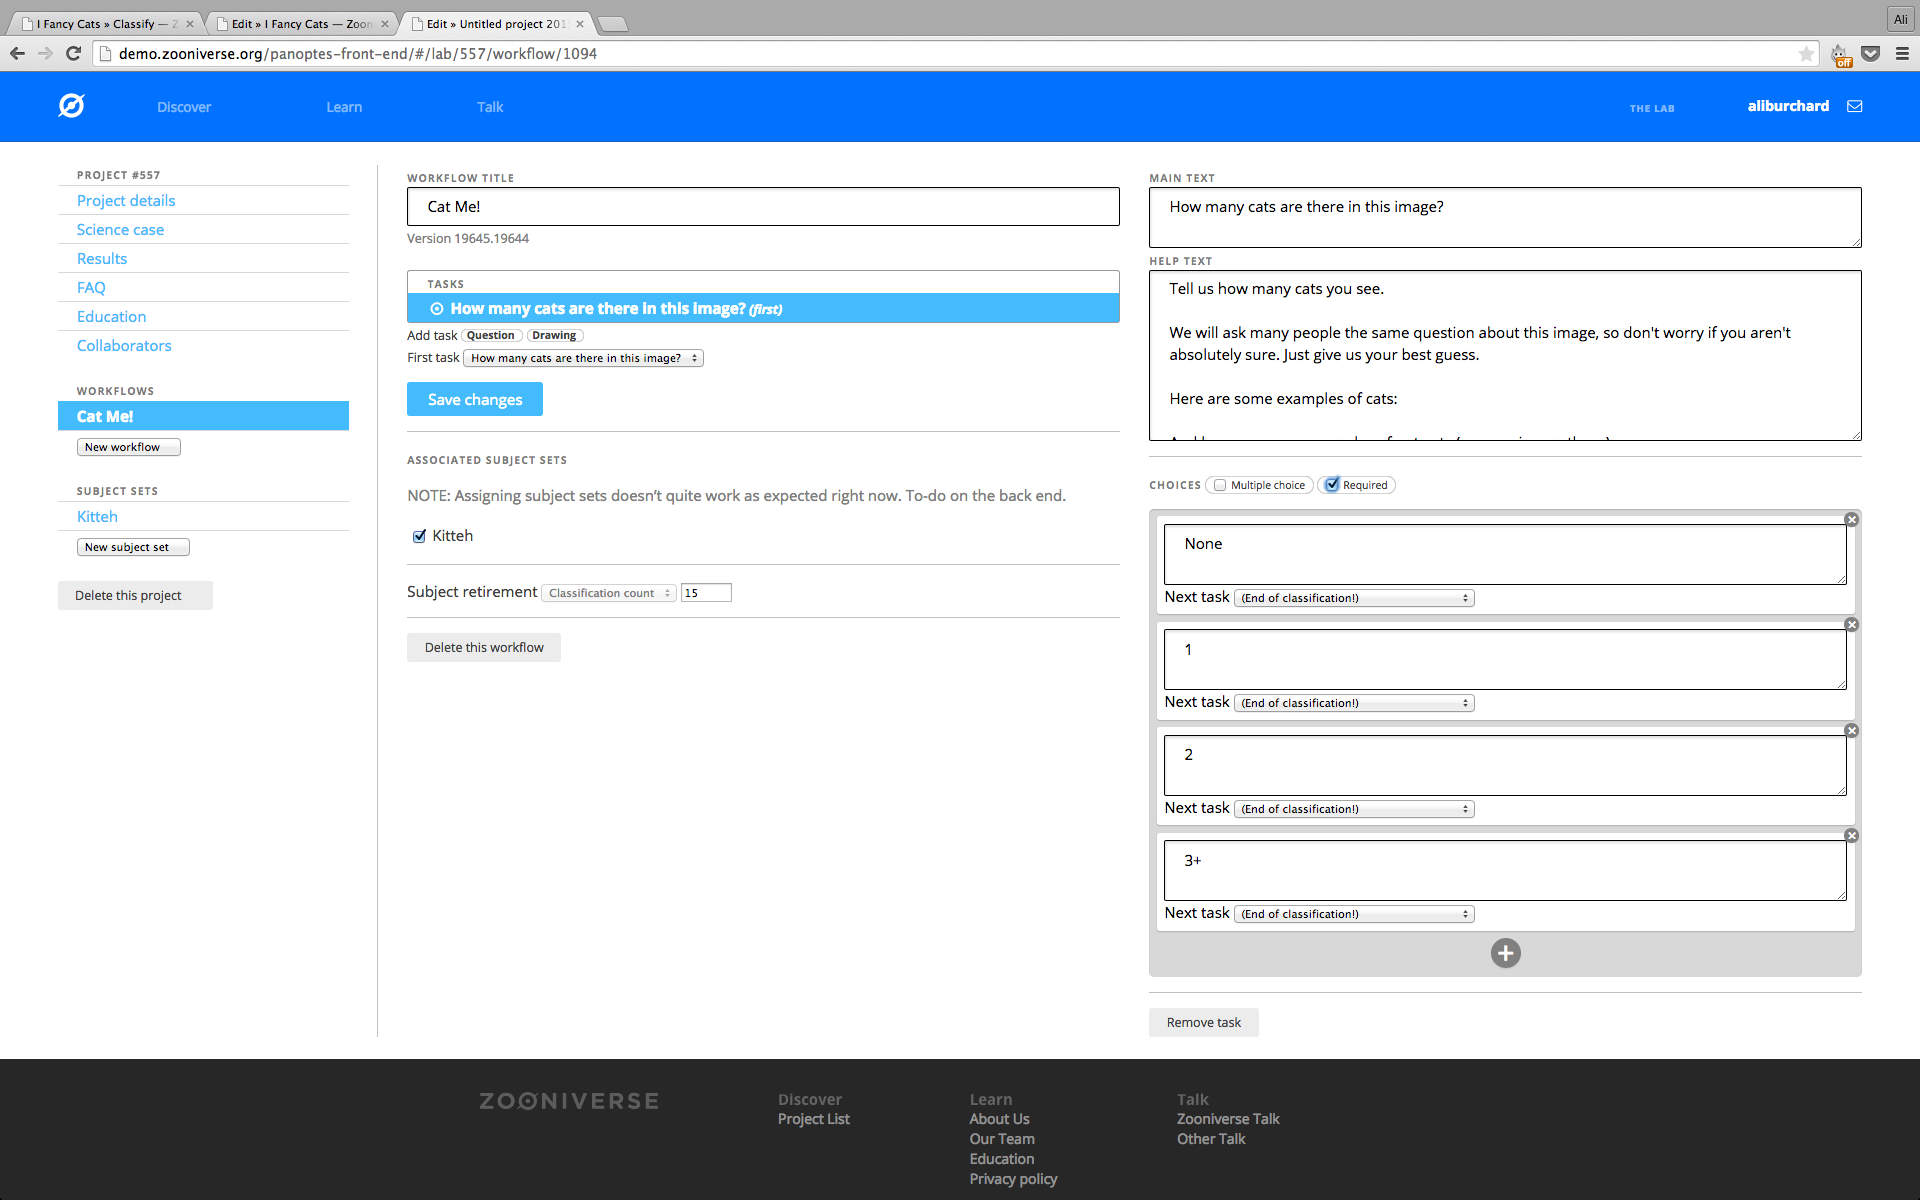 I Fancy Cats » Classify — Z
Edit » I Fancy Cats — Zoon
Edit » Untitled project 201
Ali
demo.zooniverse.org/panoptes-front-end/#/lab/557/workflow/1094
off
Discover
Learn
Talk
THE LAB
aliburchard
PROJECT #557
Project details
Science case
Results
FAQ
Education
Collaborators
WORKFLOWS
Cat Me!
New workflow
SUBJECT SETS
Kitteh
New subject set
Delete this project
WORKFLOW TITLE
Cat Me!
Version 19645.19644
TASKS
How many cats are there in this image? (first)
Add task Question Drawing
First task How many cats are there in this image?
Save changes
ASSOCIATED SUBJECT SETS
NOTE: Assigning subject sets doesn't quite work as expected right now. To-do on the back end.
Kitteh
Subject retirement Classification count 15
Delete this workflow
MAIN TEXT
How many cats are there in this image?
HELP TEXT
Tell us how many cats you see.
We will ask many people the same question about this image, so don't worry if you aren't
absolutely sure. Just give us your best guess.
Here are some examples of cats:
CHOICES Multiple choice Required
None
Next task (End of classification!)
1
Next task (End of classification!)
2
Next task (End of classification!)
3+
Next task (End of classification!)
Remove task
ZOONIVERSE
Discover
Project List
Learn
About Us
Our Team
Education
Privacy policy
Talk
Zooniverse Talk
Other Talk